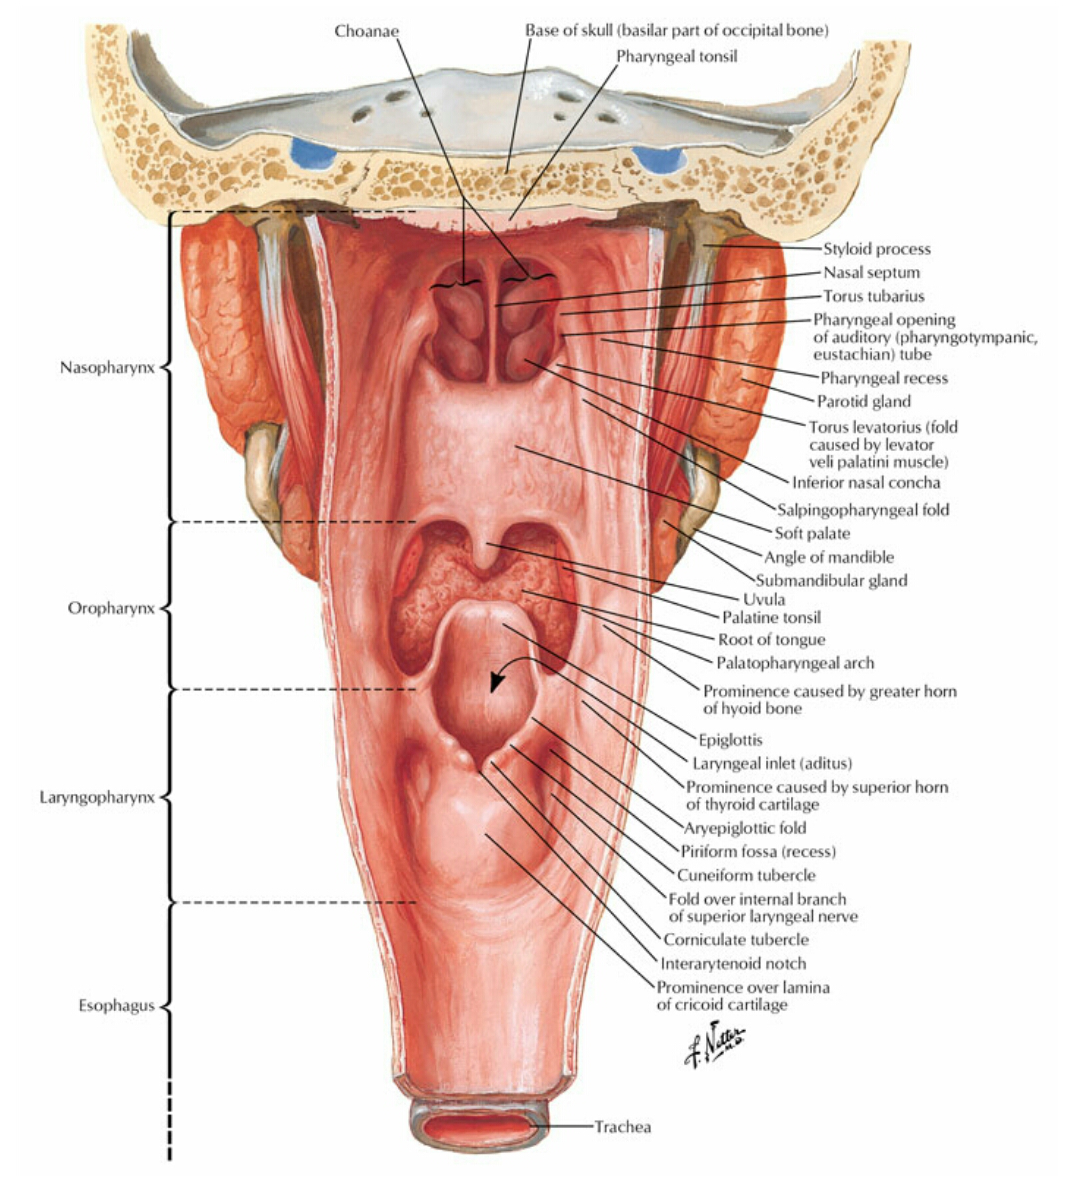 Choanae
Base of skull (basilar part of occipital bone)
Pharyngeal tonsil
Styloid process
Nasal septum
Torus tubarius
Pharyngeal opening
of auditory (pharyngotympanic,
eustachian) tube
Pharyngeal recess
Parotid gland
Torus levatorius (fold
caused by levator
veli palatini muscle)
Inferior nasal concha
Salpingopharyngeal fold
Soft palate
Angle of mandible
Submandibular gland
Uvula
Palatine tonsil
Root of tongue
Palatopharyngeal arch
Prominence caused by greater horn
of hyoid bone
Epiglottis
Laryngeal inlet (aditus)
Prominence caused by superior horn
of thyroid cartilage
Aryepiglottic fold
Piriform fossa (recess)
Cuneiform tubercle
Fold over internal branch
of superior laryngeal nerve
Corniculate tubercle
Interarytenoid notch
Prominence over lamina
of cricoid cartilage
Nasopharynx
Oropharynx
Laryngopharynx
Esophagus
F. Netter
M.D.
Trachea